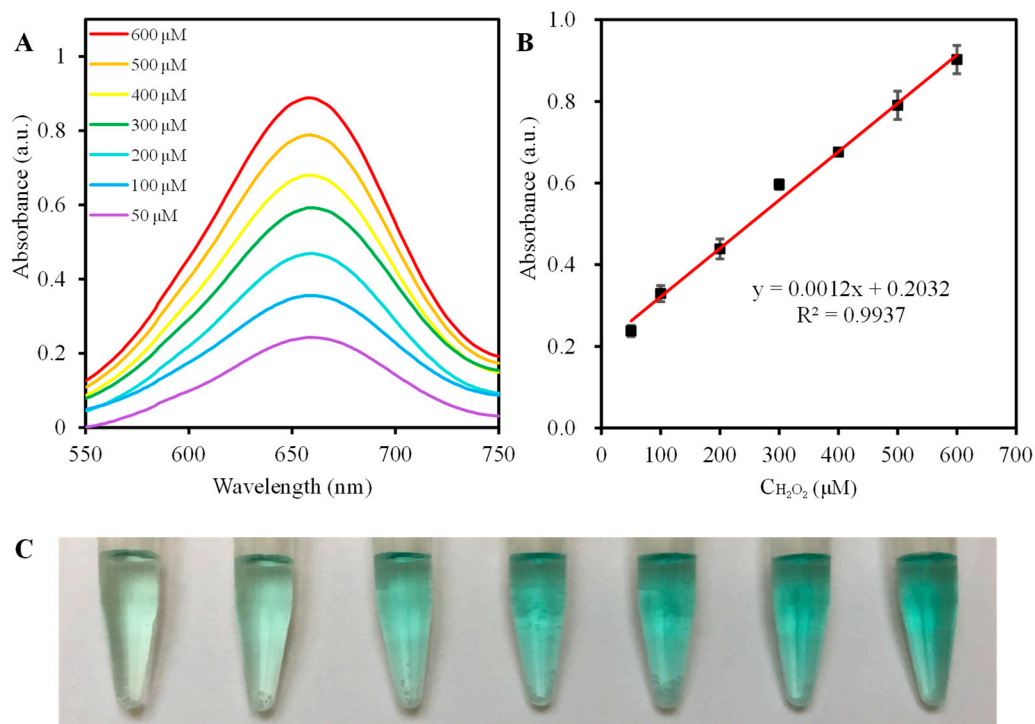 A
600 μM
500 μM
400 μM
300 μM
200 μM
100 μM
50 μM
1
0.8
0.6
0.4
0.2
0
550
600
650
700
750
Absorbance (a.u.)
Wavelength (nm)
B
1.0
0.8
0.6
0.4
0.2
0.0
0
100
200
300
400
500
600
700
Absorbance (a.u.)
y = 0.0012x + 0.2032
R² = 0.9937
C_H₂O₂ (μM)
C